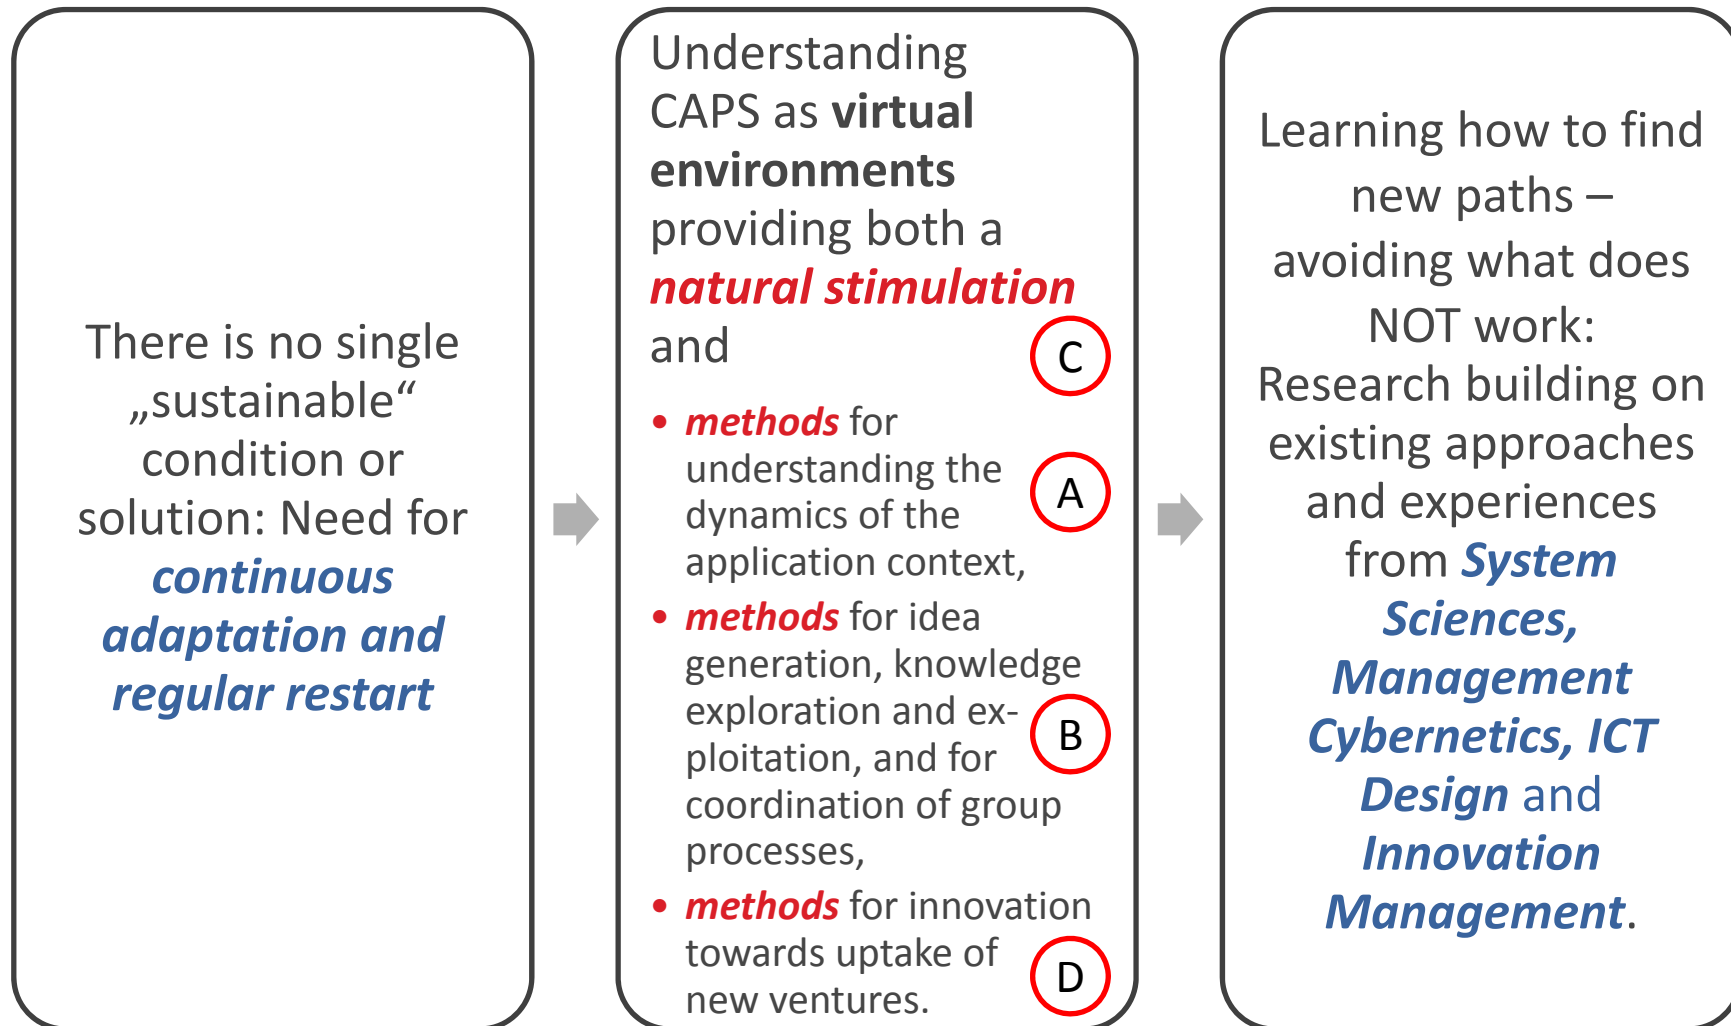 There is no single
„sustainable“
condition or
solution: Need for
continuous
adaptation and
regular restart
Understanding
CAPS as virtual
environments
providing both a
natural stimulation
and
C
• methods for
understanding the
dynamics of the
application context,
A
• methods for idea
generation, knowledge
exploration and ex-
ploitation, and for
coordination of group
processes,
B
• methods for innovation
towards uptake of
new ventures.
D
Learning how to find
new paths –
avoiding what does
NOT work:
Research building on
existing approaches
and experiences
from System
Sciences,
Management
Cybernetics, ICT
Design and
Innovation
Management.